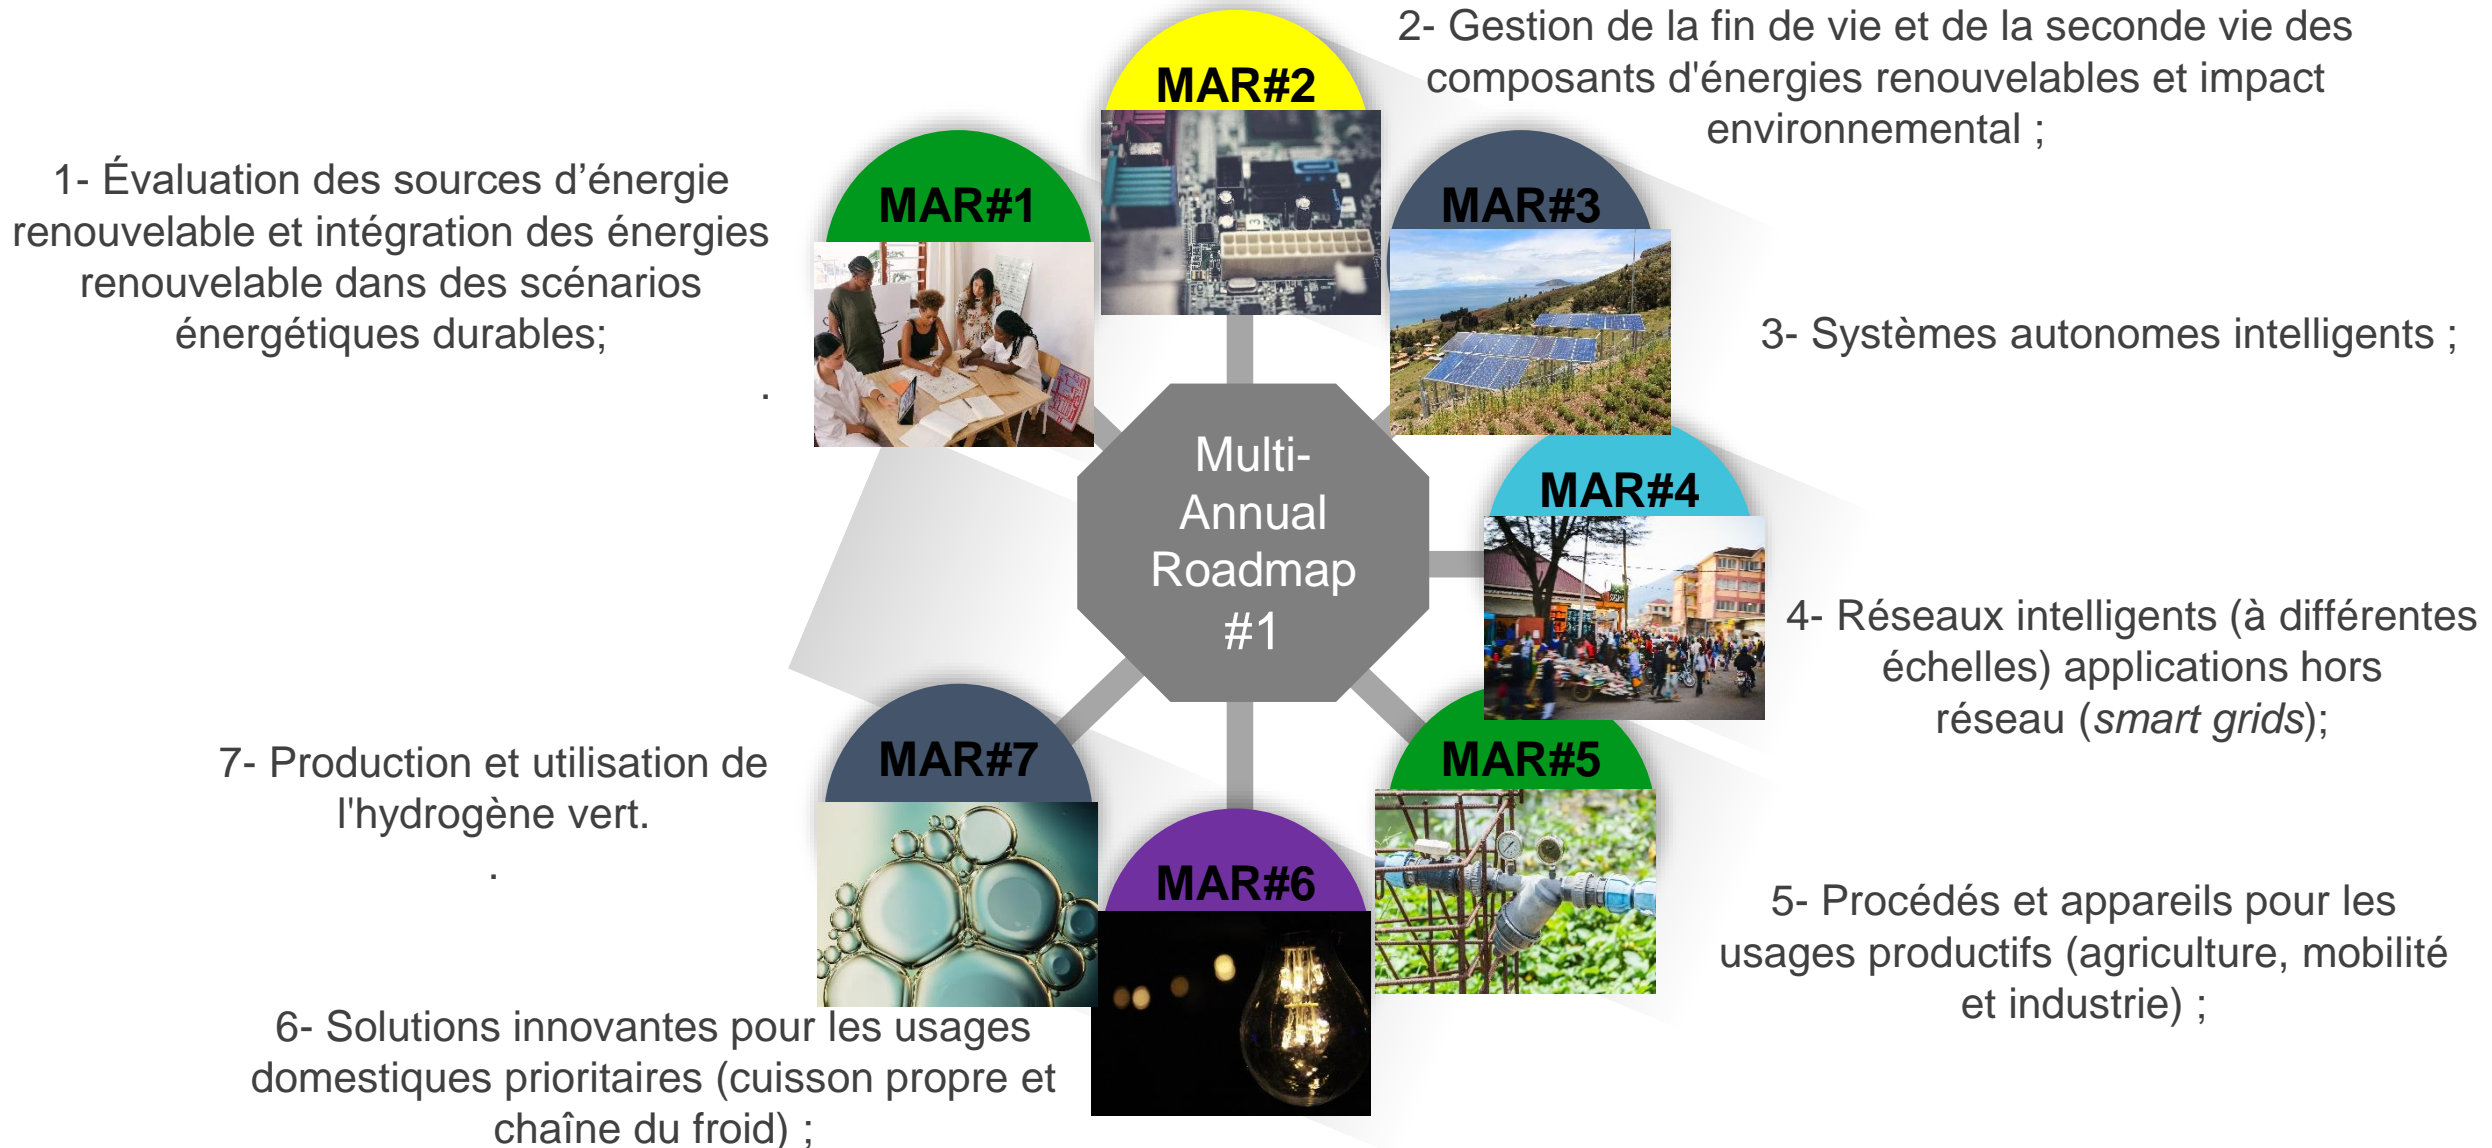 MAR#1
1- Évaluation des sources d’énergie
renouvelable et intégration des énergies
renouvelable dans des scénarios
énergétiques durables;
.
MAR#2
2- Gestion de la fin de vie et de la seconde vie des
composants d'énergies renouvelables et impact
environnemental ;
MAR#3
3- Systèmes autonomes intelligents ;
Multi-
Annual
Roadmap
#1
MAR#4
4- Réseaux intelligents (à différentes
échelles) applications hors
réseau (smart grids);
MAR#5
5- Procédés et appareils pour les
usages productifs (agriculture, mobilité
et industrie) ;
MAR#6
6- Solutions innovantes pour les usages
domestiques prioritaires (cuisson propre et
chaîne du froid) ;
MAR#7
7- Production et utilisation de
l'hydrogène vert.
.